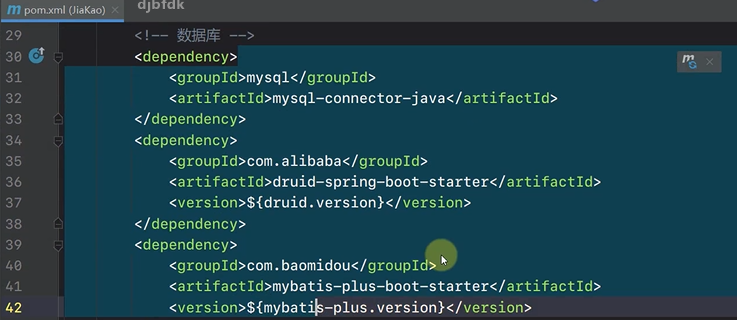 pom.xml (JiaKao)
djbfdk
29 <!-- 数据库 -->
30 <dependency>
31 <groupId>mysql</groupId>
32 <artifactId>mysql-connector-java</artifactId>
33 </dependency>
34 <dependency>
35 <groupId>com.alibaba</groupId>
36 <artifactId>druid-spring-boot-starter</artifactId>
37 <version>${druid.version}</version>
38 </dependency>
39 <dependency>
40 <groupId>com.baomidou</groupId>
41 <artifactId>mybatis-plus-boot-starter</artifactId>
42 <version>${mybatis-plus.version}</version>